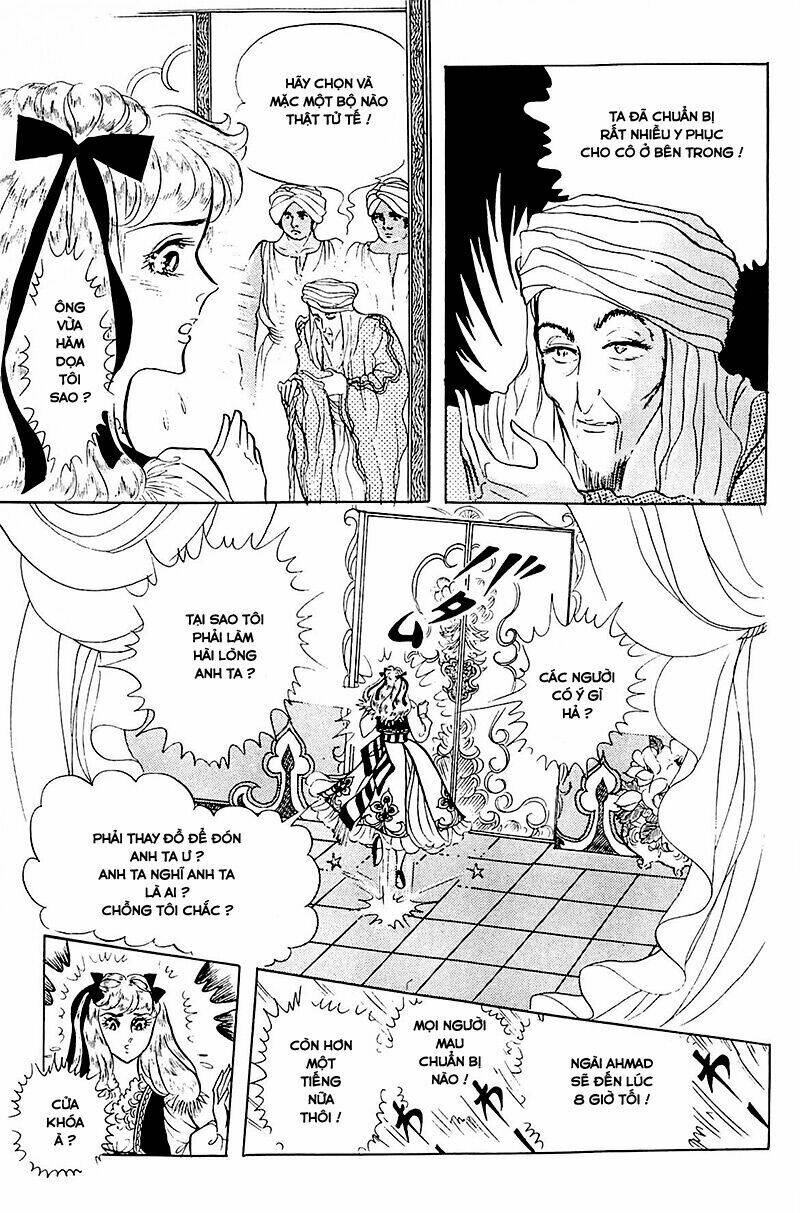 TA ĐÃ CHUẨN BỊ
RẤT NHIỀU Y PHỤC
CHO CÔ Ở BÊN TRONG !
HÃY CHỌN VÀ
MẶC MỘT BỘ NÀO
THẬT TỬ TẾ !
ÔNG
VỪA
HĂM
DỌA
TÔI
SAO ?
CÁC NGƯỜI
CÓ Ý GÌ
HẢ ?
TẠI SAO TÔI
PHẢI LÀM
HÀI LÒNG
ANH TA ?
PHẢI THAY ĐỒ ĐỂ ĐÓN
ANH TA Ư ?
ANH TA NGHĨ ANH TA
LÀ AI ?
CHỒNG TÔI CHẮC ?
NGÀI AHMAD
SẼ ĐẾN LÚC
8 GIỜ TỐI !
MỌI NGƯỜI
MAU
CHUẨN BỊ
NÀO !
CÒN HƠN
MỘT
TIẾNG
NỮA
THÔI !
CỬA
KHÓA
À ?